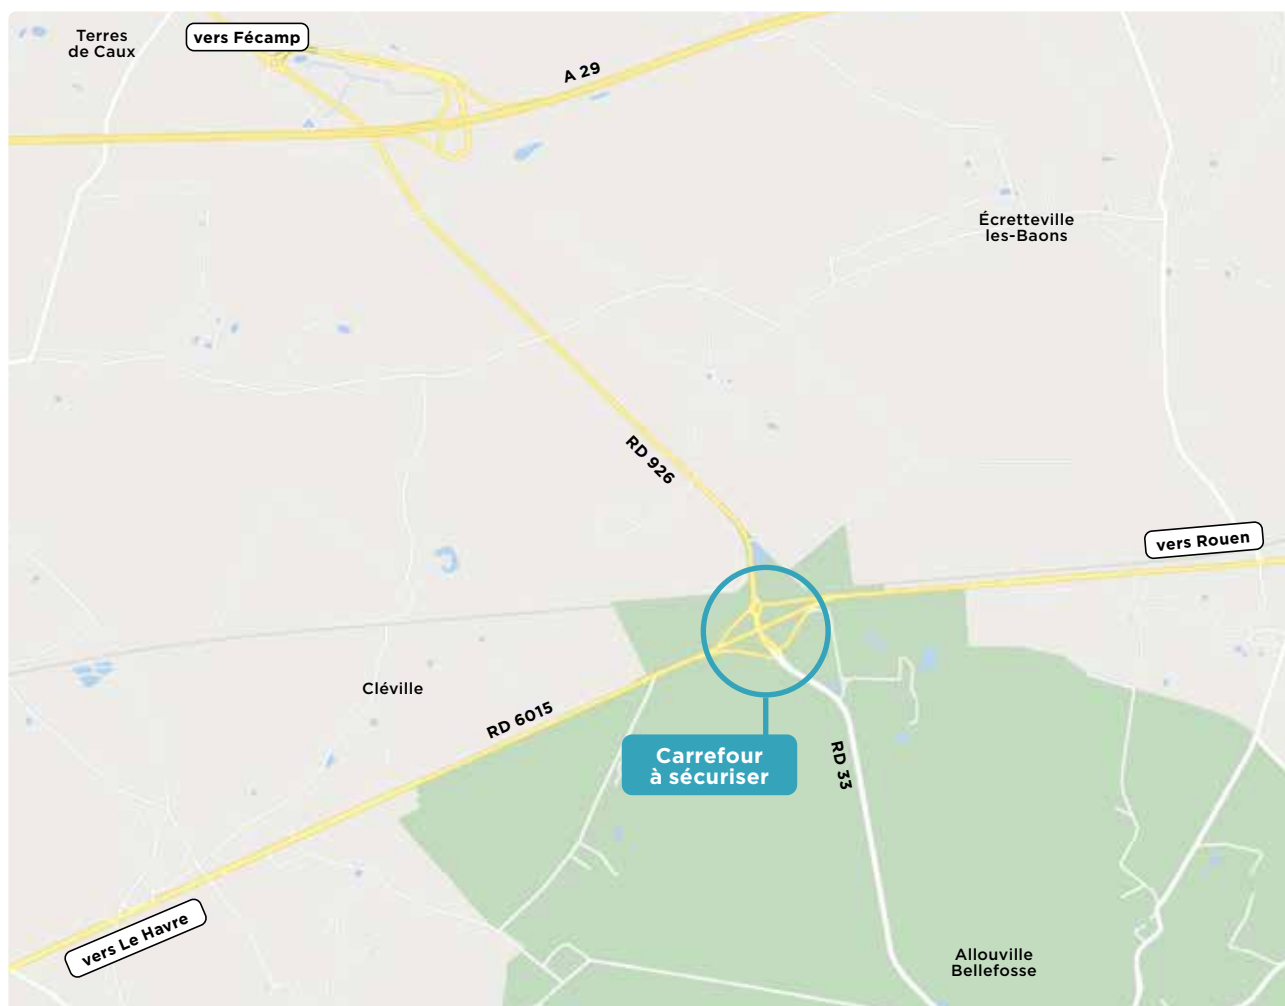 Terres
de Caux
vers Fécamp
A 29
Écretteville
les-Baons
RD 926
vers Rouen
Cléville
RD 6015
Carrefour
à sécuriser
RD 33
vers Le Havre
Allouville
Bellefosse